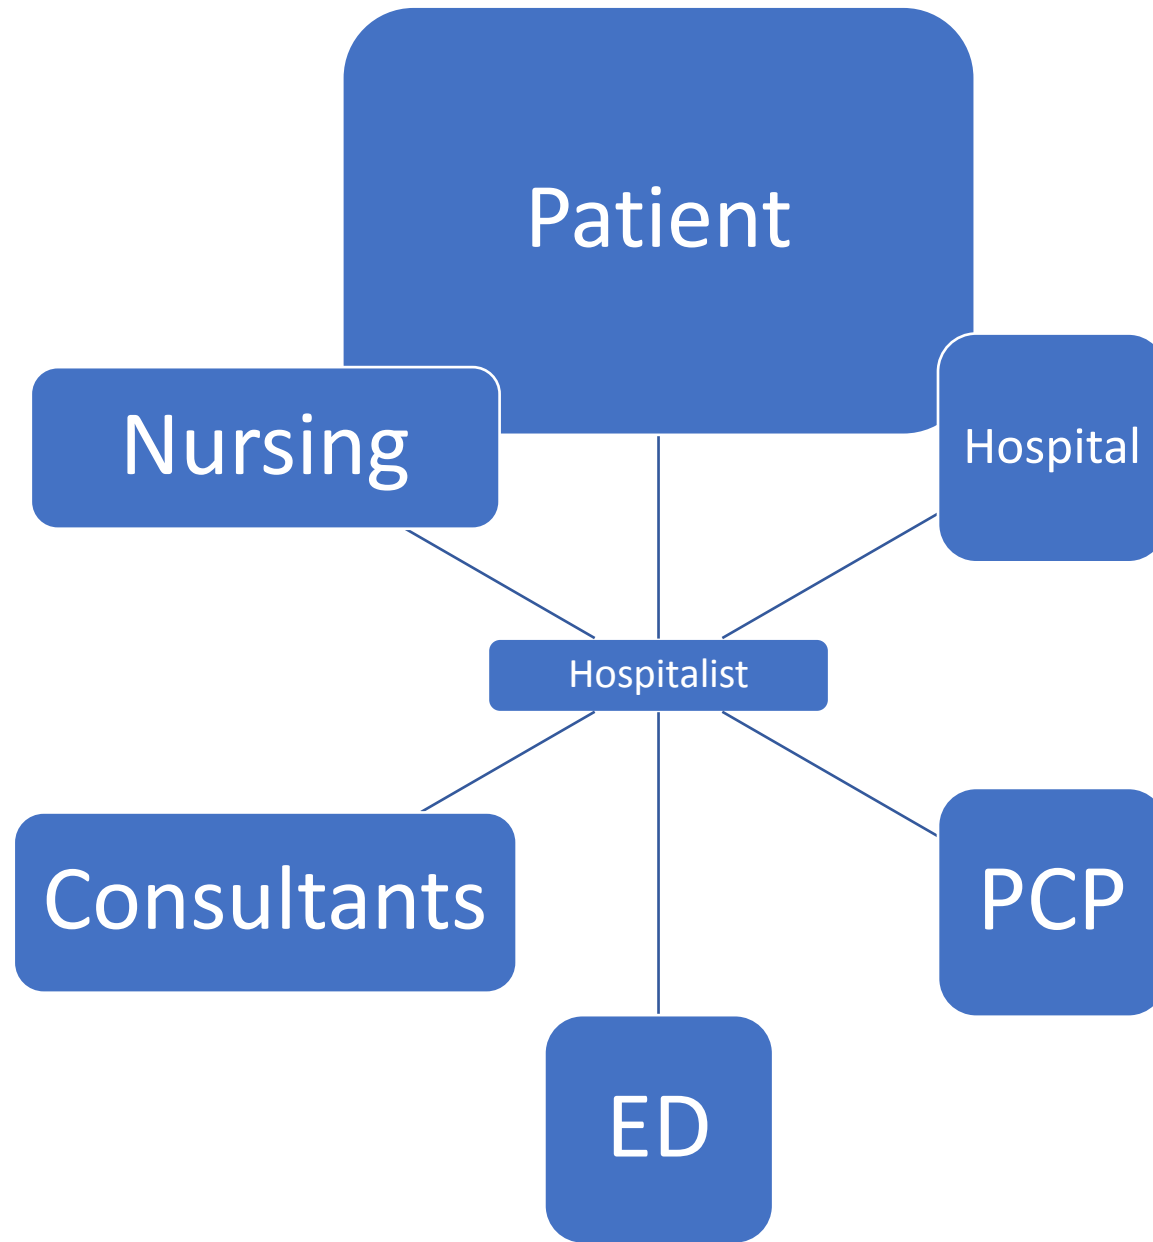 Patient
Nursing
Hospital
Hospitalist
Consultants
PCP
ED